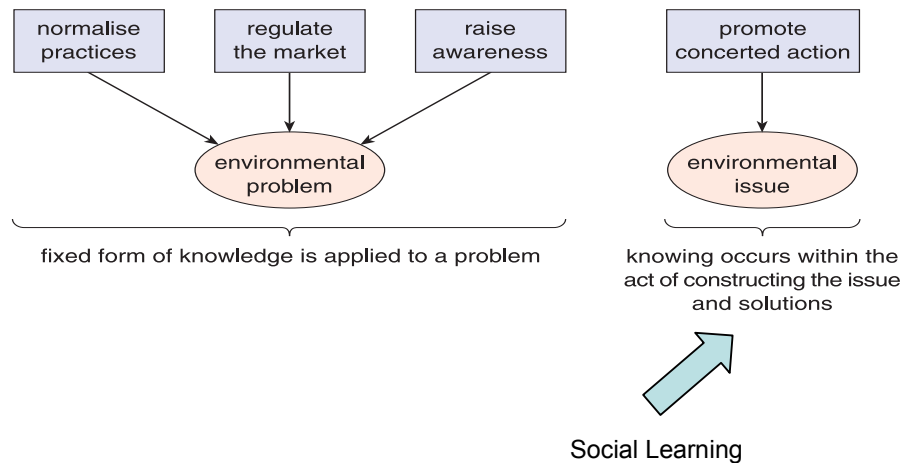 normalise
practices
regulate
the market
raise
awareness
promote
concerted action
environmental
problem
environmental
issue
fixed form of knowledge is applied to a problem
knowing occurs within the
act of constructing the issue
and solutions
Social Learning